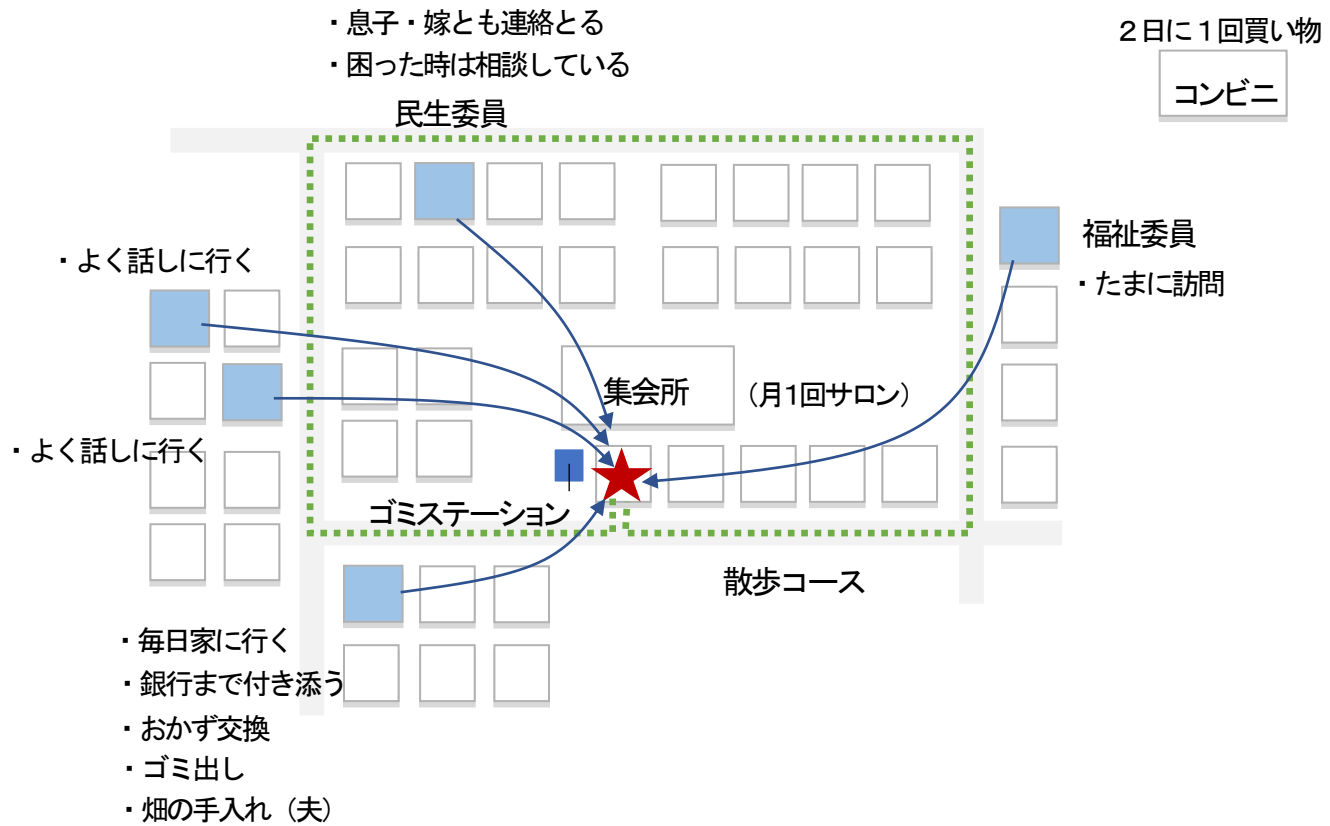 ・息子・嫁とも連絡とる
・困った時は相談している
民生委員
２日に１回買い物
コンビニ
福祉委員
・たまに訪問
・よく話しに行く
集会所
（月1回サロン）
・よく話しに行く
ゴミステーション
散歩コース
・毎日家に行く
・銀行まで付き添う
・おかず交換
・ゴミ出し
・畑の手入れ（夫）